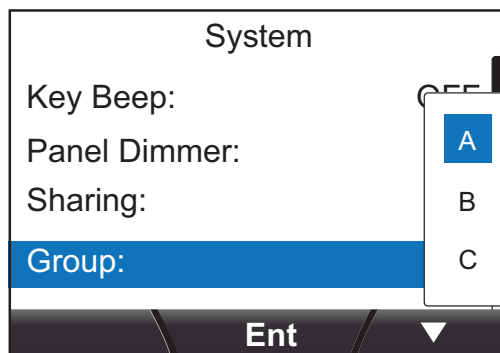 System
Key Beep:
Panel Dimmer:
A
Sharing:
B
Group:
C
Ent